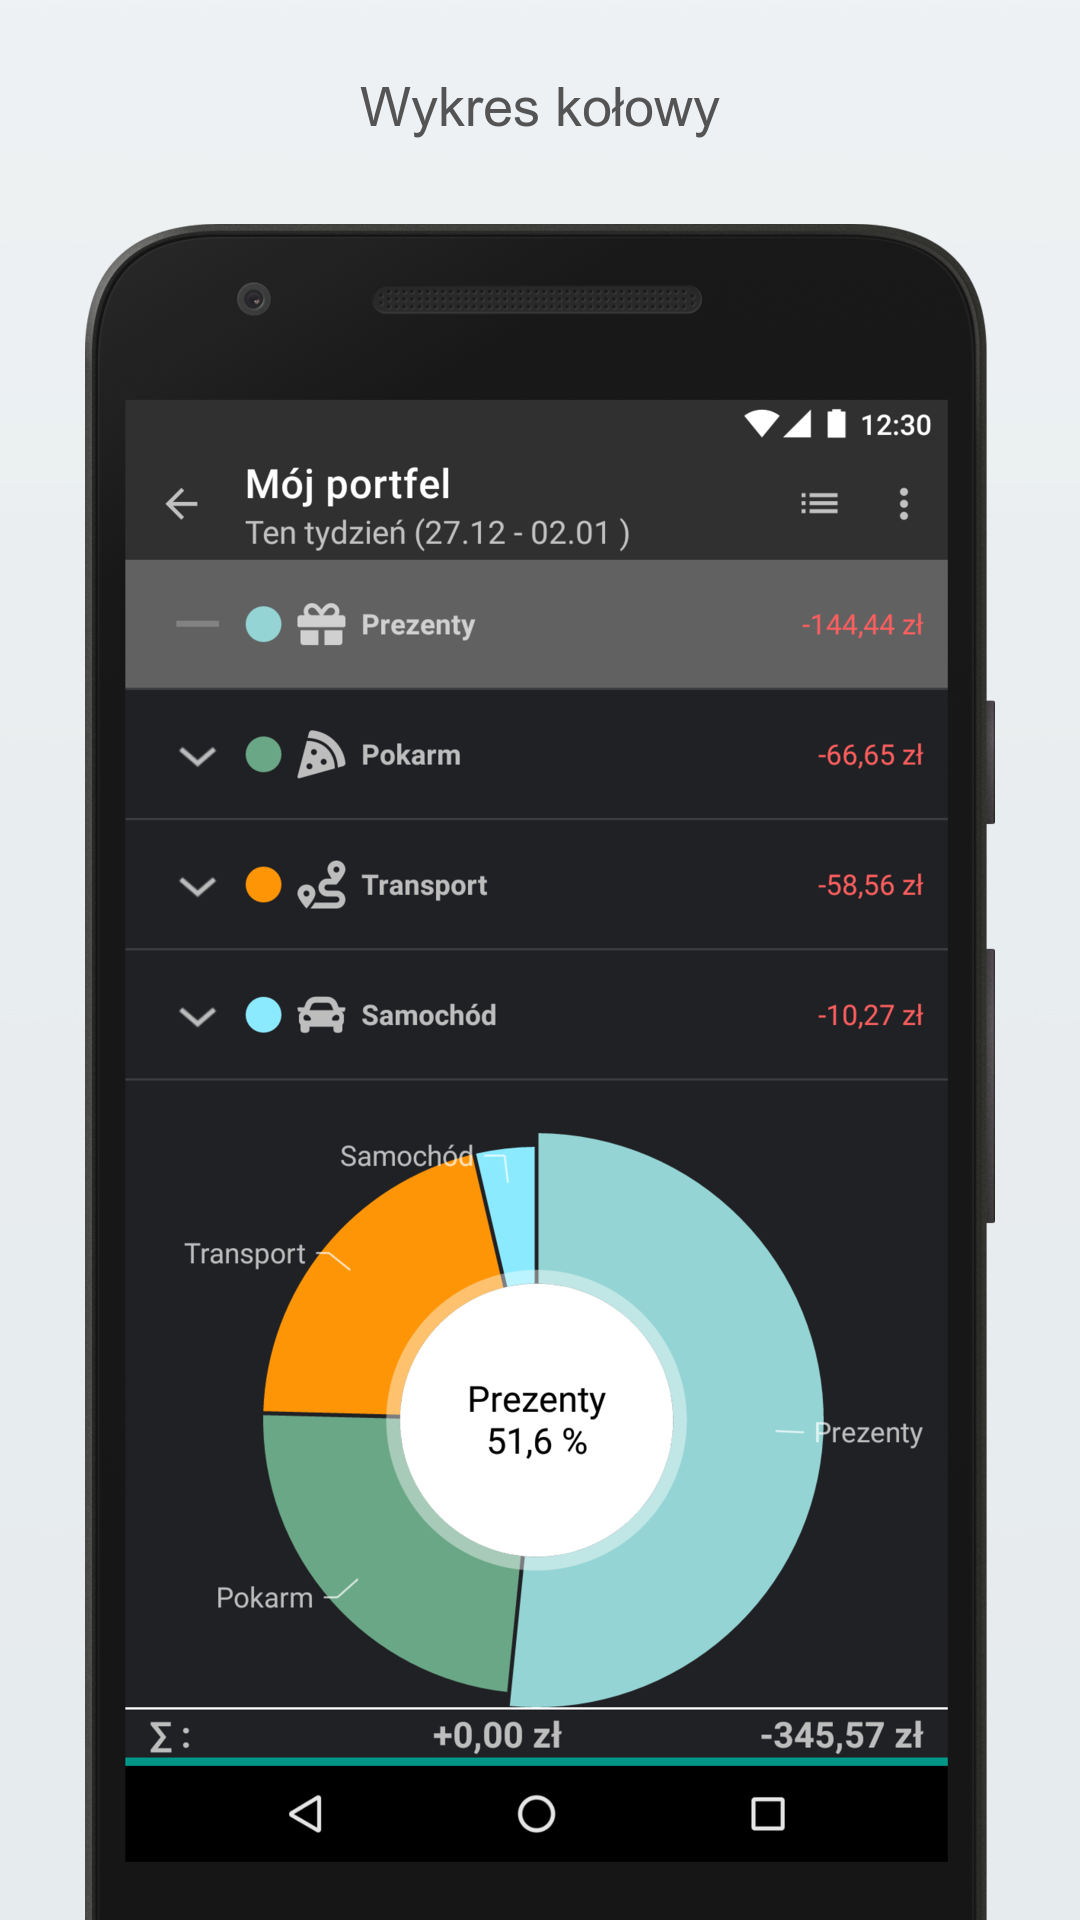 Wykres kołowy
12:30
Mój portfel
Ten tydzień (27.12 - 02.01 )
Prezenty -144,44 zł
Pokarm -66,65 zł
Transport -58,56 zł
Samochód -10,27 zł
Samochód
Transport
Prezenty
51,6 %
Prezenty
Pokarm
Σ : +0,00 zł -345,57 zł